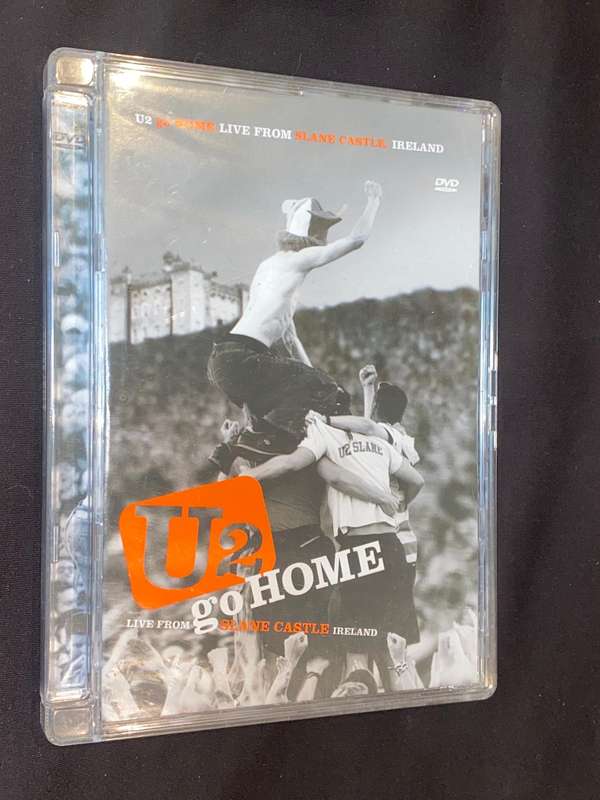 U2 go HOME LIVE FROM SLANE CASTLE, IRELAND
DVD
DVD
U2 SLANE
U2
go HOME
LIVE FROM SLANE CASTLE IRELAND